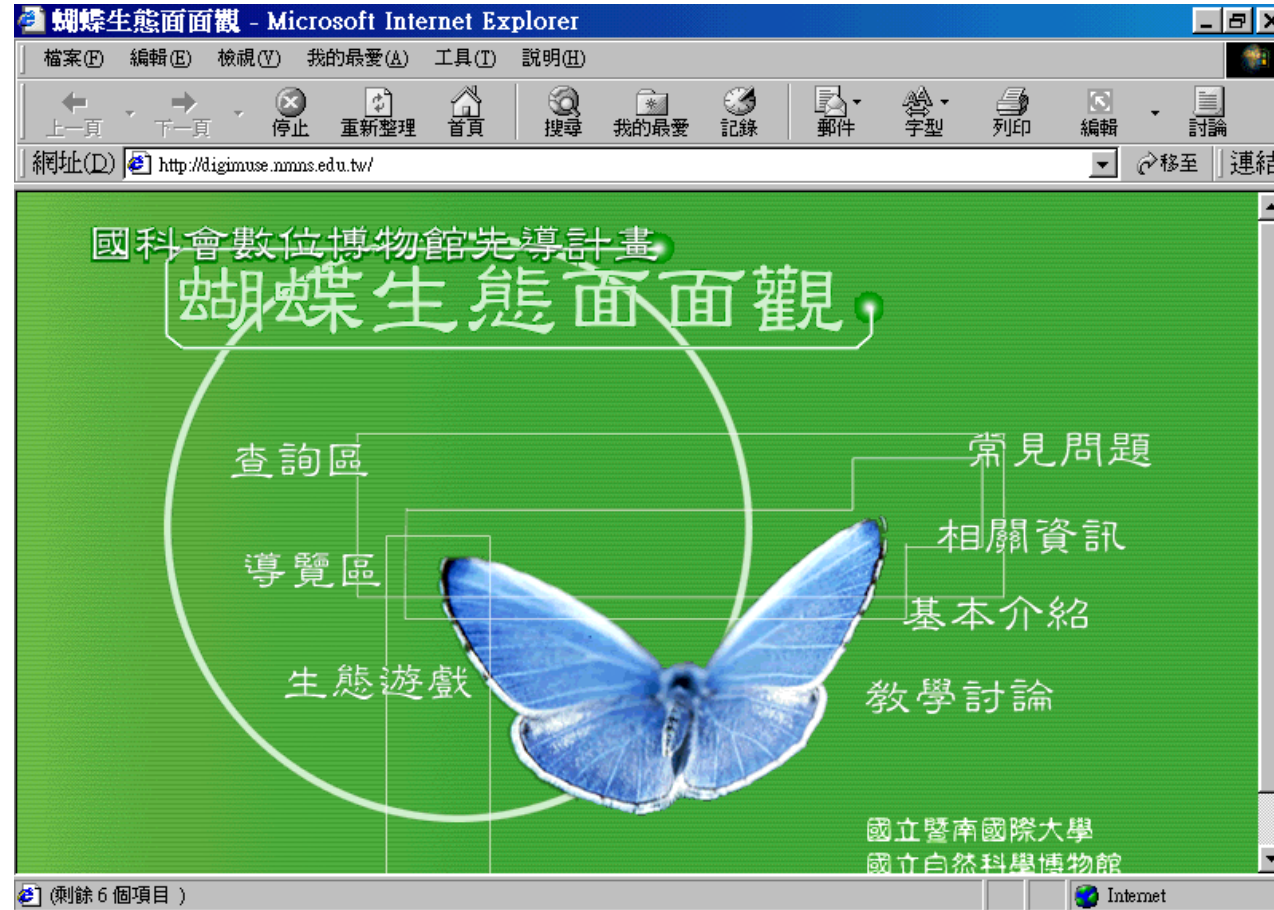 蝴蝶生態面面觀 - Microsoft Internet Explorer
檔案(F) 編輯(E) 檢視(V) 我的最愛(A) 工具(T) 說明(H)
上一頁 下一頁 停止 重新整理 首頁 搜尋 我的最愛 記錄 郵件 字型 列印 編輯 討論
網址(D) http://digimuse.nmns.edu.tw/ 移至 連結
國科會數位博物館先導計畫
蝴蝶生態面面觀
查詢區
導覽區
生態遊戲
常見問題
相關資訊
基本介紹
教學討論
國立暨南國際大學
國立自然科學博物館
(剩餘 6 個項目 ) Internet